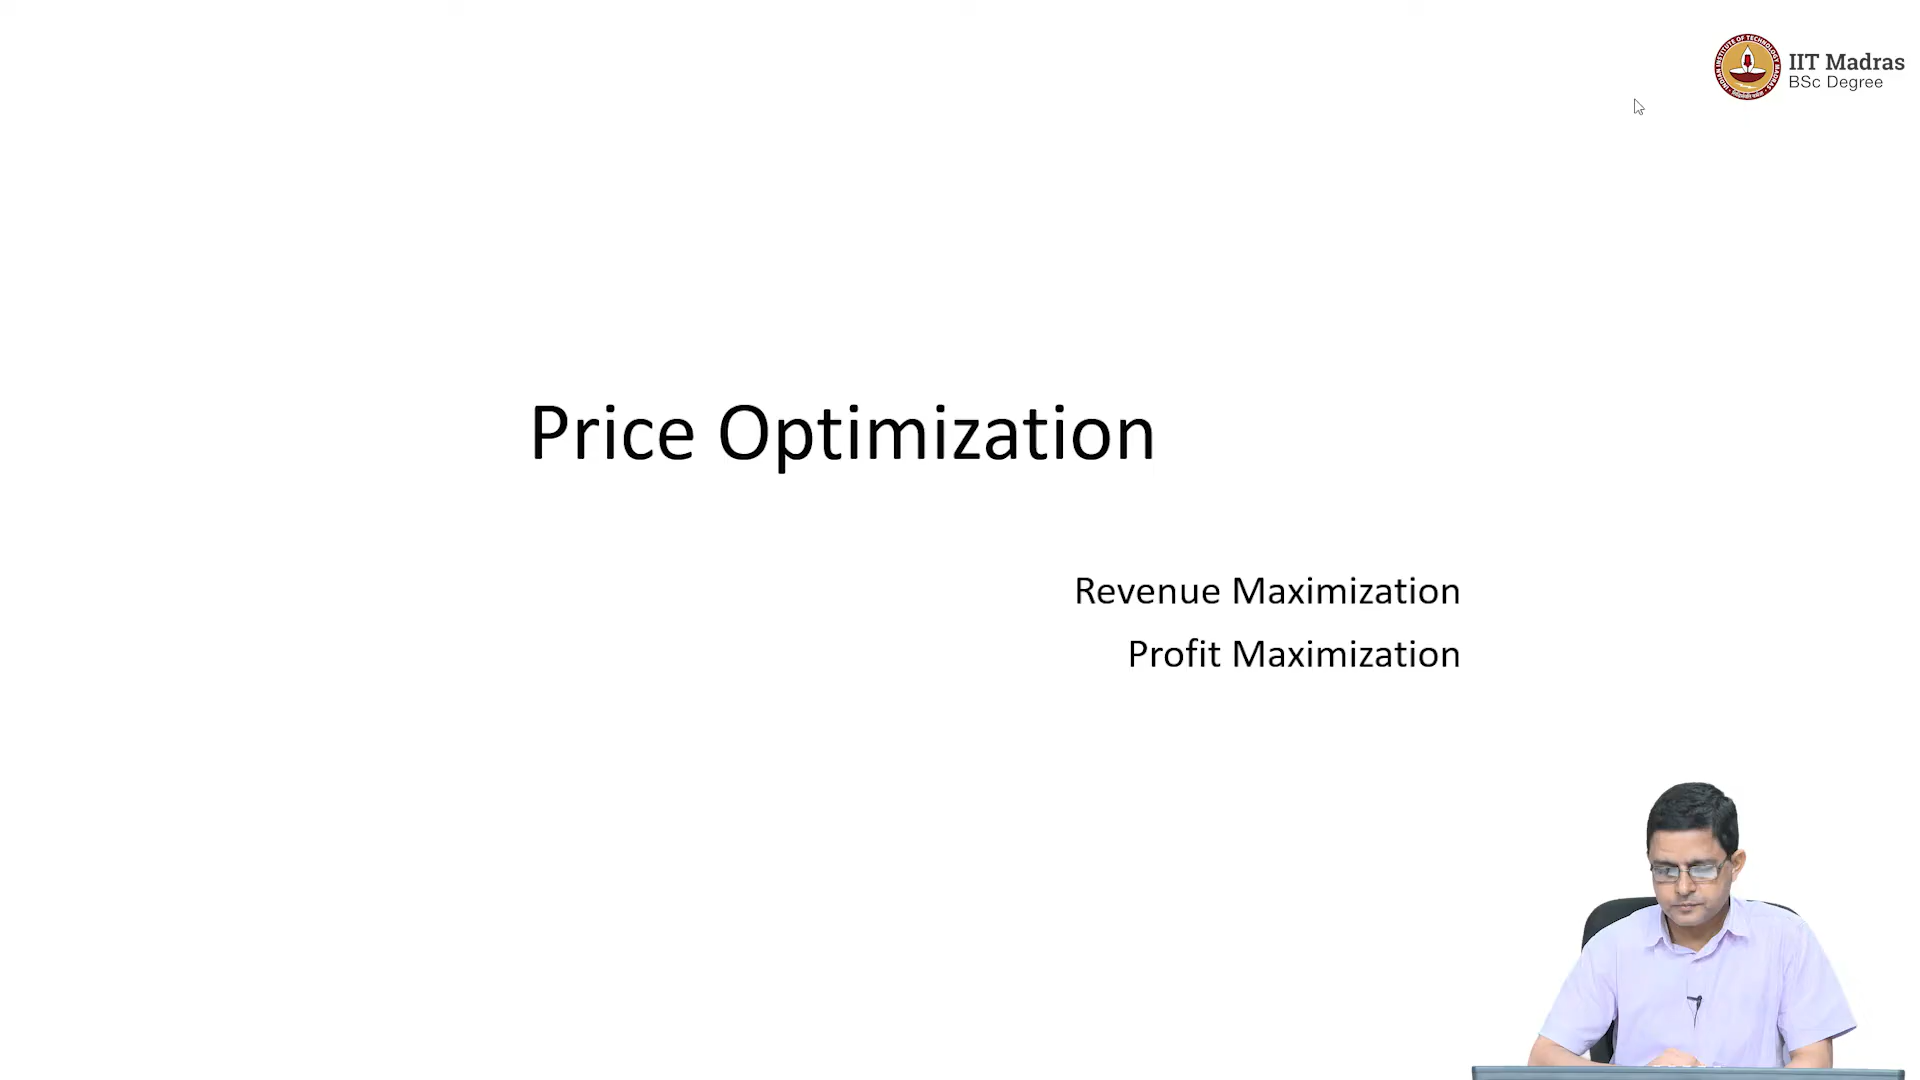 IIT Madras
BSc Degree
Price Optimization
Revenue Maximization
Profit Maximization